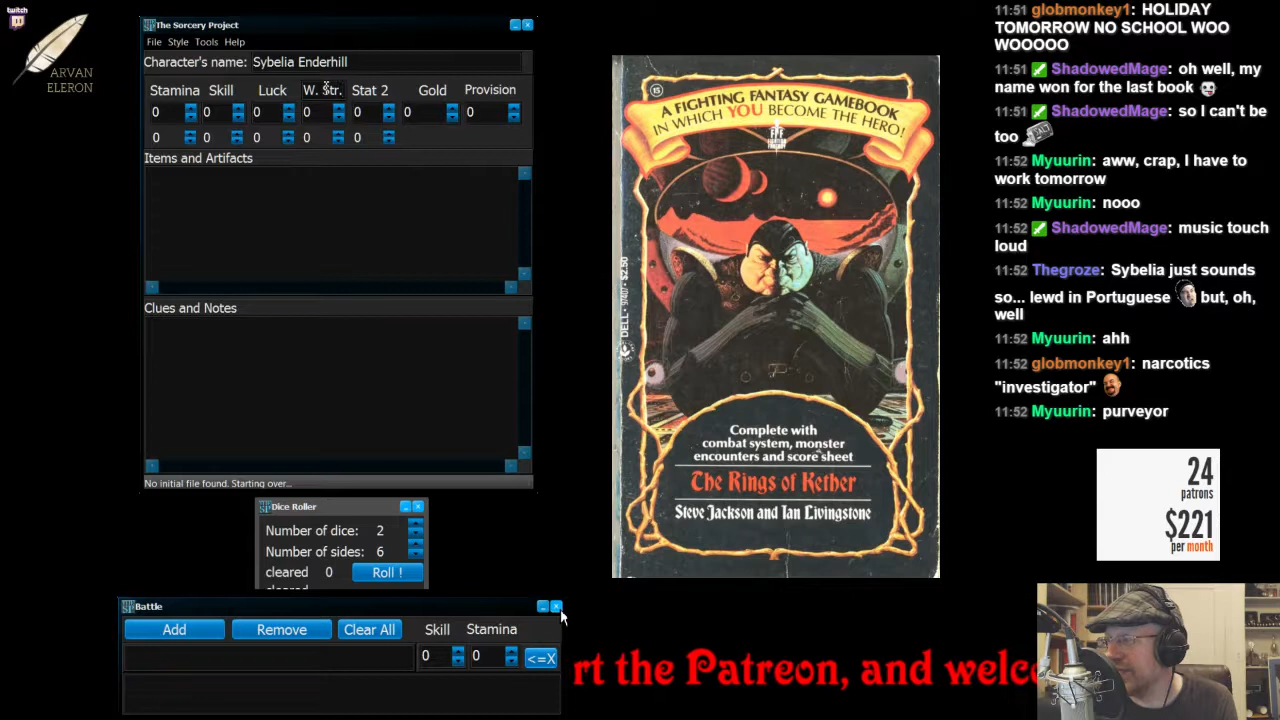 twitch
ARVAN
ELERON
The Sorcery Project
File Style Tools Help
Character's name: Sybelia Enderhill
Stamina Skill Luck W. Str. Stat 2 Gold Provision
0 0 0 0 0 0 0
0 0 0 0 0
Items and Artifacts
Clues and Notes
No initial file found. Starting over...
Dice Roller
Number of dice: 2
Number of sides: 6
cleared 0 Roll !
Battle
Add Remove Clear All Skill Stamina
0 0 <=X
15
A FIGHTING FANTASY GAMEBOOK
IN WHICH YOU BECOME THE HERO!
DELL · 97407 · $2.50
Complete with
combat system, monster
encounters and score sheet
The Rings of Kether
Steve Jackson and Ian Livingstone
rt the Patreon, and welco
11:51 globmonkey1: HOLIDAY
TOMORROW NO SCHOOL WOO
WOOOOO
11:51 ShadowedMage: oh well, my
name won for the last book
11:51 ShadowedMage: so I can't be
too
11:52 Myuurin: aww, crap, I have to
work tomorrow
11:52 Myuurin: nooo
11:52 ShadowedMage: music touch
loud
11:52 Thegroze: Sybelia just sounds
so... lewd in Portuguese but, oh,
well
11:52 Myuurin: ahh
11:52 globmonkey1: narcotics
"investigator"
11:52 Myuurin: purveyor
24
patrons
$221
per month